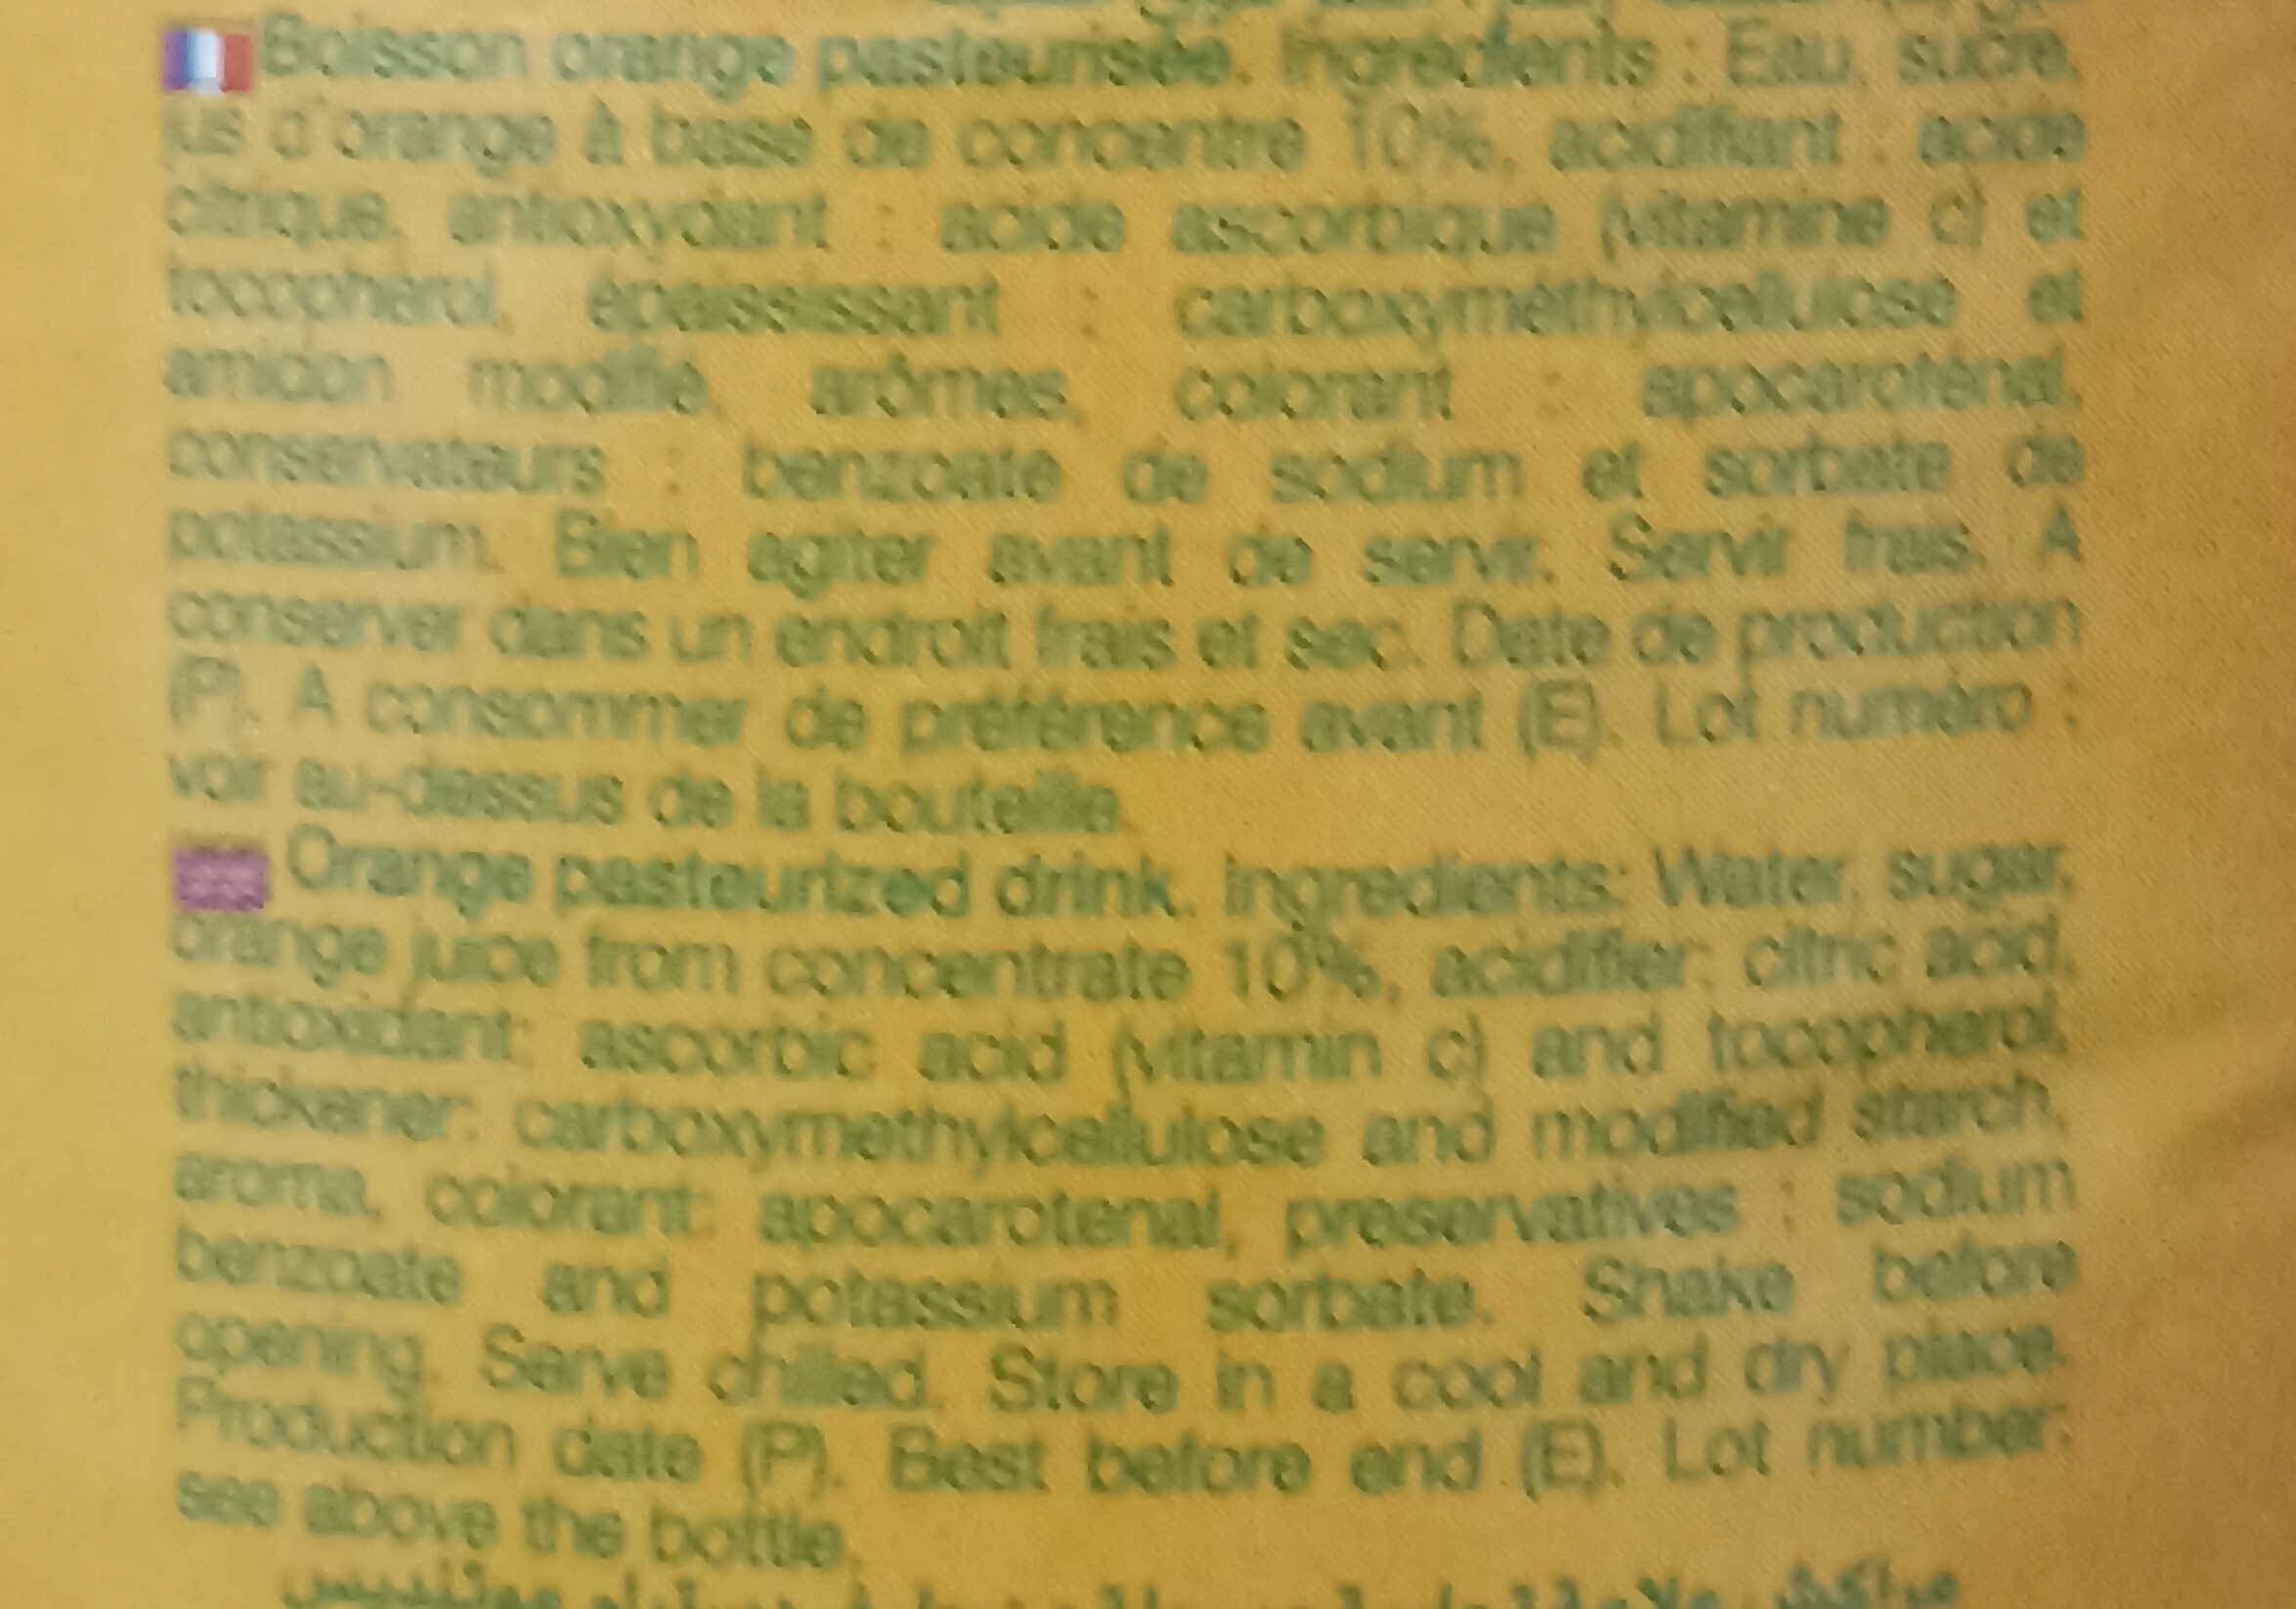 Boisson orange pasteurisée. Ingrédients : Eau, sucre,
jus d'orange à base de concentré 10%, acidifiant : acide
citrique, antioxydant : acide ascorbique (vitamine c) et
tocopherol, épaississant : carboxyméthylcellulose et
amidon modifié, arômes, colorant : apocaroténal,
conservateurs : benzoate de sodium et sorbate de
potassium. Bien agiter avant de servir. Servir frais. A
conserver dans un endroit frais et sec. Date de production
(P). A consommer de préférence avant (E). Lot numéro :
voir au-dessus de la bouteille.
Orange pasteurized drink. Ingredients: Water, sugar,
orange juice from concentrate 10%, acidifier: citric acid,
antioxidant: ascorbic acid (vitamin c) and tocopherol,
thickener: carboxymethylcellulose and modified starch,
aroma, colorant: apocarotenal, preservatives : sodium
benzoate and potassium sorbate. Shake before
opening. Serve chilled. Store in a cool and dry place.
Production date (P). Best before end (E). Lot number:
see above the bottle.